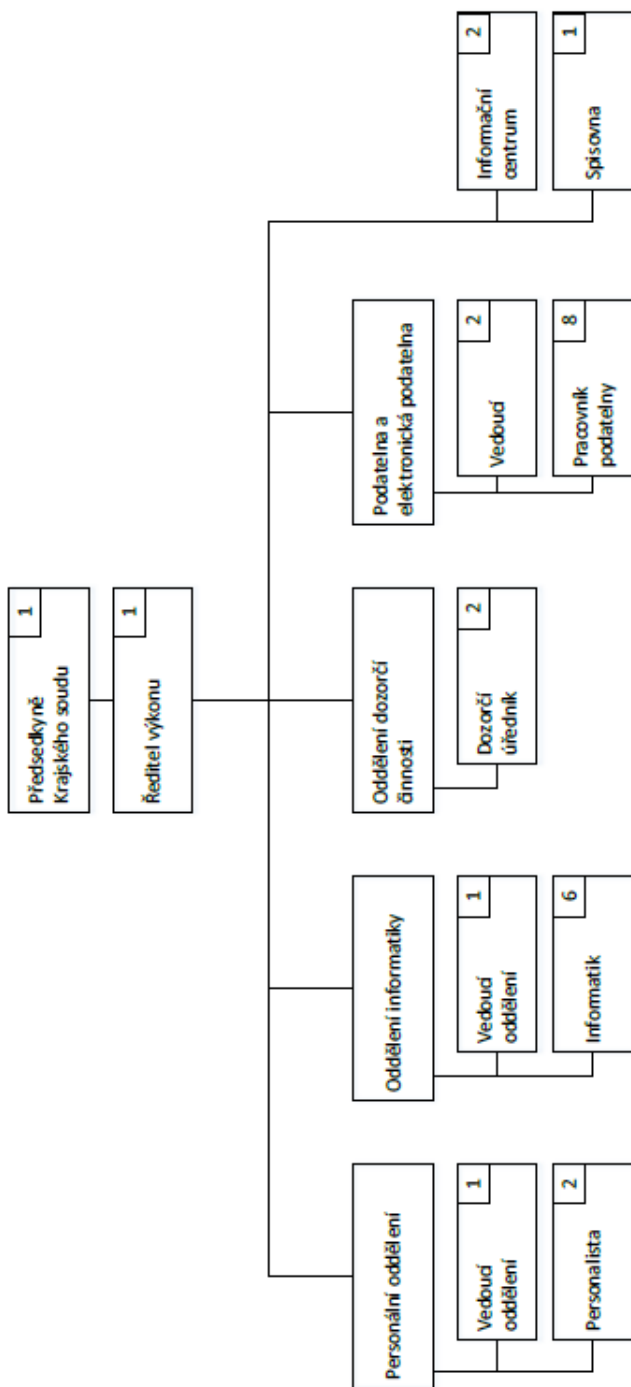 Předsedkyně
Krajského soudu
1
Ředitel výkonu
1
Personální oddělení
Vedoucí
oddělení
1
Personalista
2
Oddělení informatiky
Vedoucí
oddělení
1
Informatik
6
Oddělení dozorčí
činnosti
Dozorčí
úředník
2
Podatelna a
elektronická podatelna
Vedoucí
2
Pracovník
podatelny
8
Informační
centrum
2
Spisovna
1